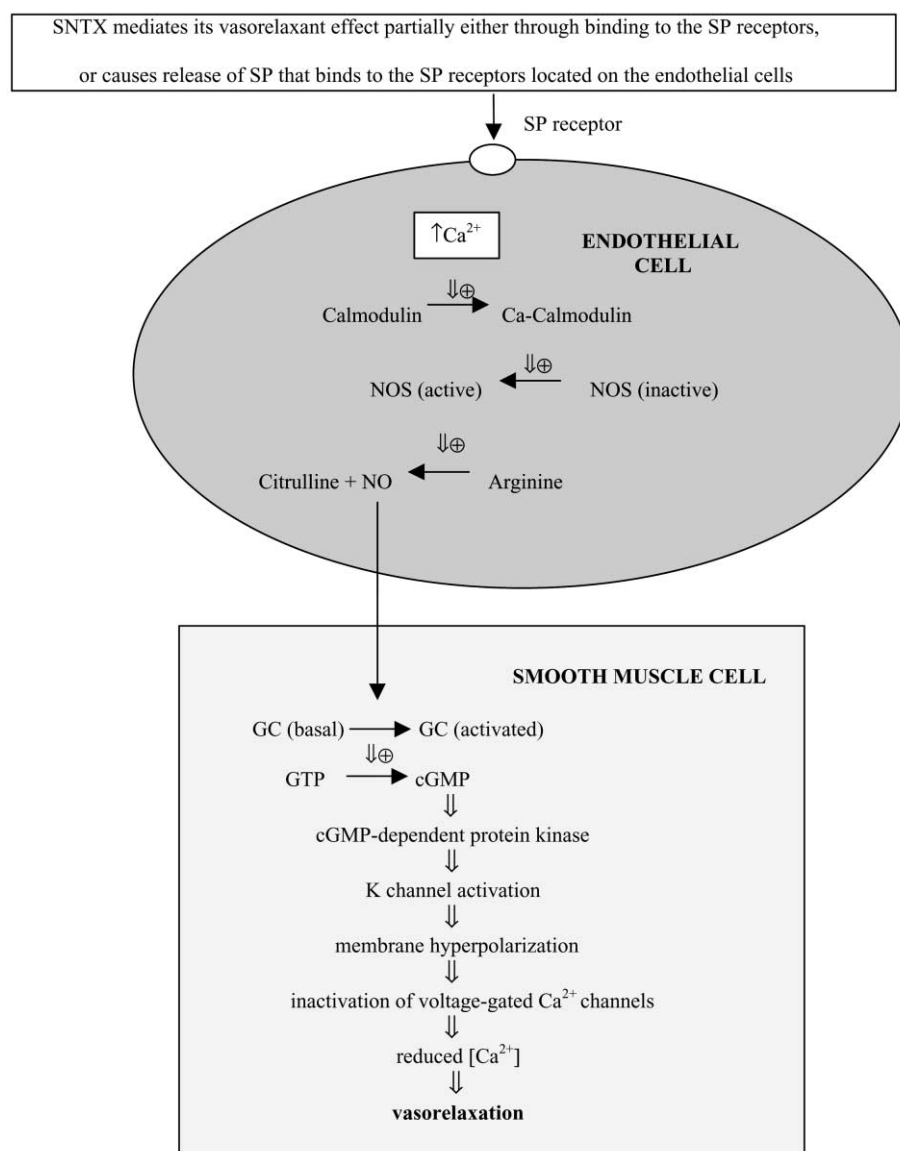 SNTX mediates its vasorelaxant effect partially either through binding to the SP receptors,
or causes release of SP that binds to the SP receptors located on the endothelial cells
SP receptor
↑Ca²⁺
ENDOTHELIAL
CELL
⇓⊕
Calmodulin → Ca-Calmodulin
⇓⊕
NOS (active) ← NOS (inactive)
⇓⊕
Citrulline + NO ← Arginine
SMOOTH MUSCLE CELL
GC (basal) → GC (activated)
⇓⊕
GTP → cGMP
⇓
cGMP-dependent protein kinase
⇓
K channel activation
⇓
membrane hyperpolarization
⇓
inactivation of voltage-gated Ca²⁺ channels
⇓
reduced [Ca²⁺]
⇓
vasorelaxation